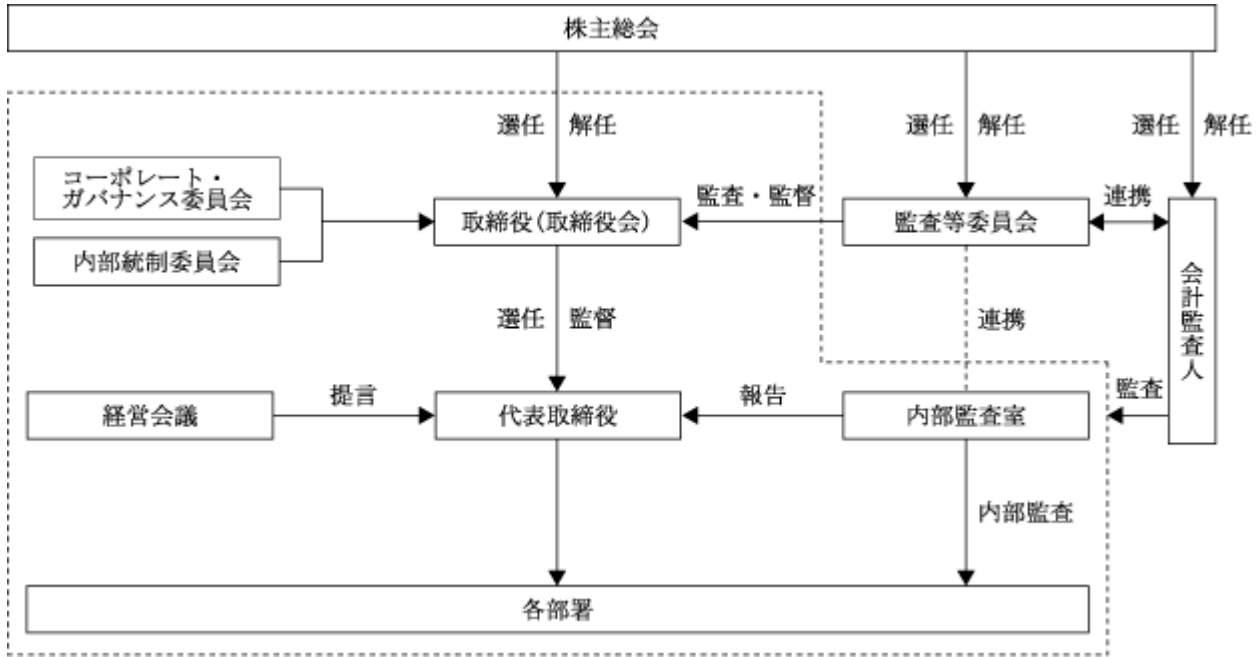 株主総会
選任 解任
選任 解任
選任 解任
コーポレート・
ガバナンス委員会
内部統制委員会
取締役(取締役会)
監査・監督
監査等委員会
連携
会計監査人
選任 監督
連携
経営会議
提言
代表取締役
報告
内部監査室
監査
内部監査
各部署